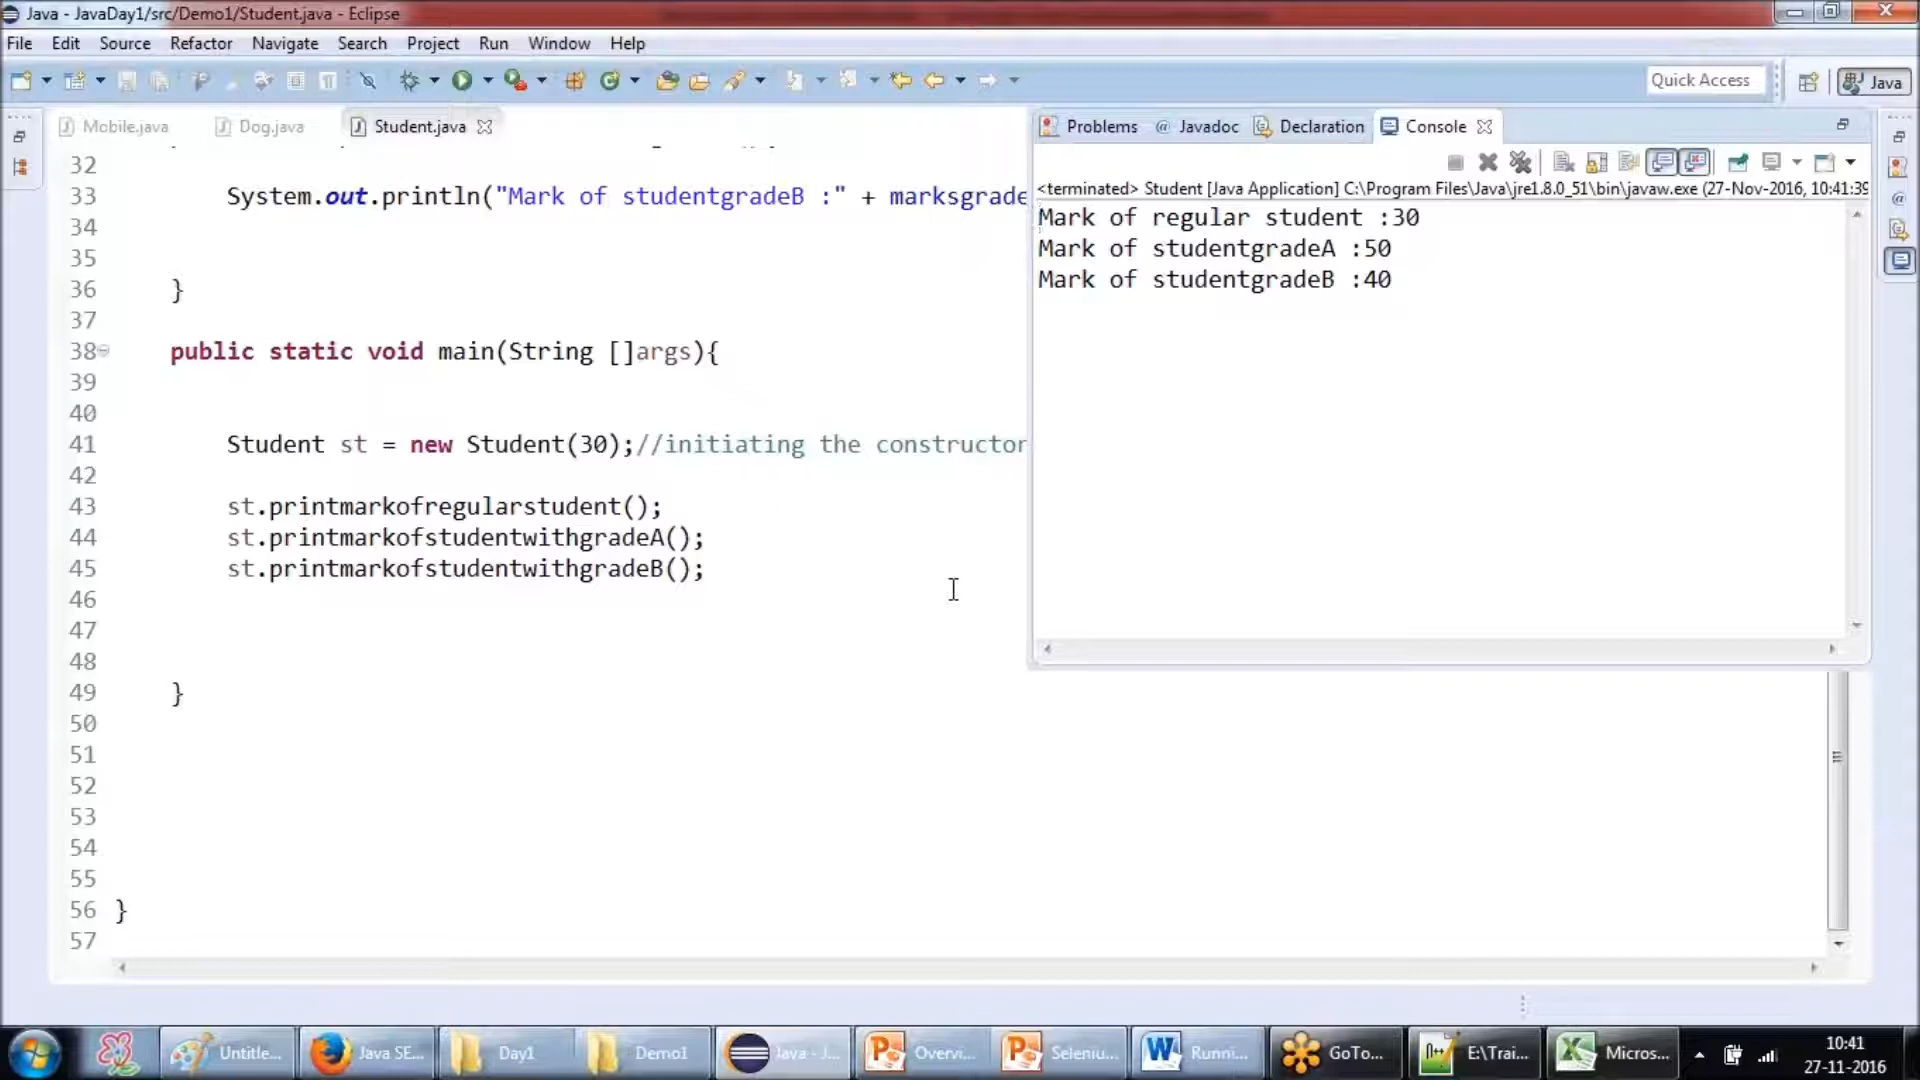 Java - JavaDay1/src/Demo1/Student.java - Eclipse
File Edit Source Refactor Navigate Search Project Run Window Help
Quick Access
Java
Mobile.java Dog.java Student.java
Problems @ Javadoc Declaration Console
<terminated> Student [Java Application] C:\Program Files\Java\jre1.8.0_51\bin\javaw.exe (27-Nov-2016, 10:41:39
Mark of regular student :30
Mark of studentgradeA :50
Mark of studentgradeB :40
32
33 System.out.println("Mark of studentgradeB :" + marksgrade
34
35
36 }
37
38 public static void main(String []args){
39
40
41 Student st = new Student(30);//initiating the constructor
42
43 st.printmarkofregularstudent();
44 st.printmarkofstudentwithgradeA();
45 st.printmarkofstudentwithgradeB();
46
47
48
49 }
50
51
52
53
54
55
56 }
57
Untitle... Java SE... Day1 Demo1 Java - J... Overvi... Seleniu... Runni... GoTo... E:\Trai... Micros...
10:41
27-11-2016